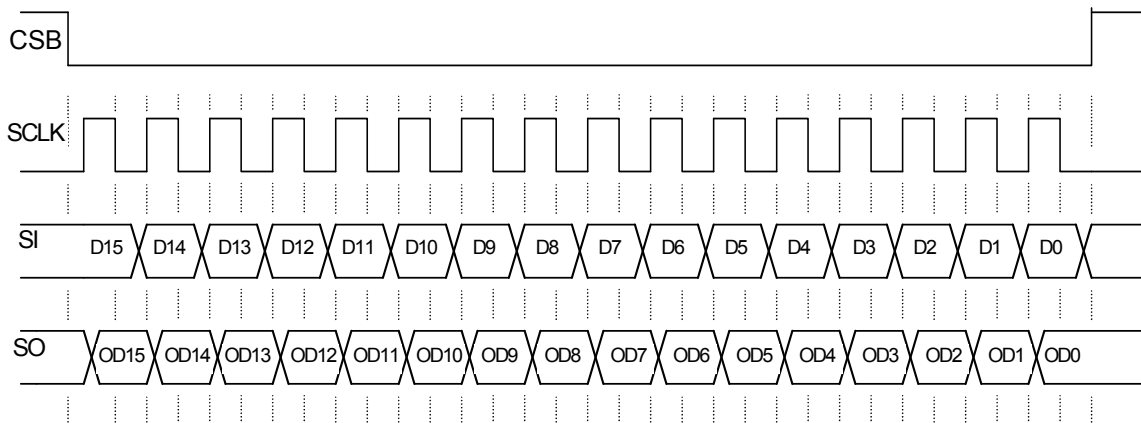 CSB
SCLK
SI D15 D14 D13 D12 D11 D10 D9 D8 D7 D6 D5 D4 D3 D2 D1 D0
SO OD15 OD14 OD13 OD12 OD11 OD10 OD9 OD8 OD7 OD6 OD5 OD4 OD3 OD2 OD1 OD0